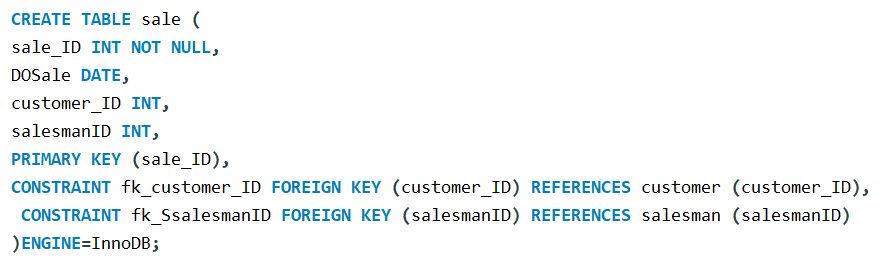 CREATE TABLE sale (
sale_ID INT NOT NULL,
DOSale DATE,
customer_ID INT,
salesmanID INT,
PRIMARY KEY (sale_ID),
CONSTRAINT fk_customer_ID FOREIGN KEY (customer_ID) REFERENCES customer (customer_ID),
CONSTRAINT fk_SsalesmanID FOREIGN KEY (salesmanID) REFERENCES salesman (salesmanID)
)ENGINE=InnoDB;